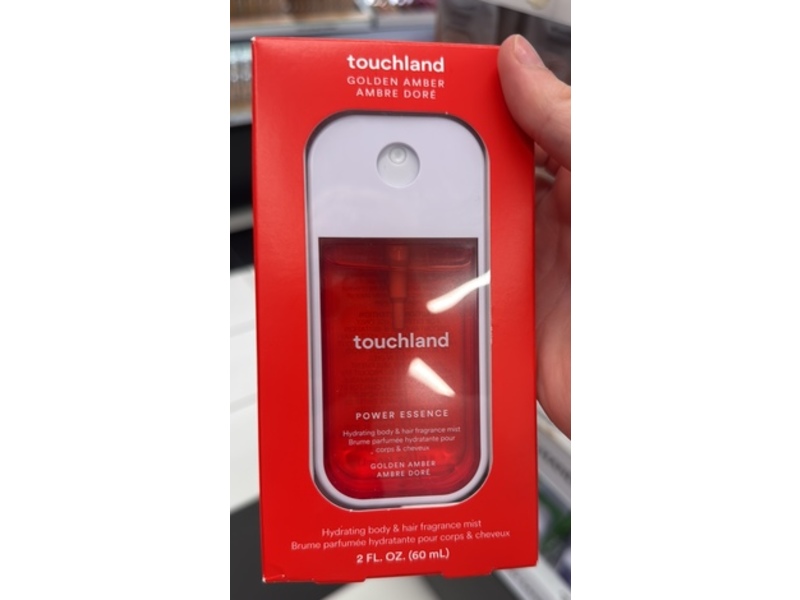 touchland
GOLDEN AMBER
AMBRE DORÉ
touchland
POWER ESSENCE
Hydrating body & hair fragrance mist
Brume parfumée hydratante pour
corps & cheveux
GOLDEN AMBER
AMBRE DORÉ
Hydrating body & hair fragrance mist
Brume parfumée hydratante pour corps & cheveux
2 FL. OZ. (60 mL)